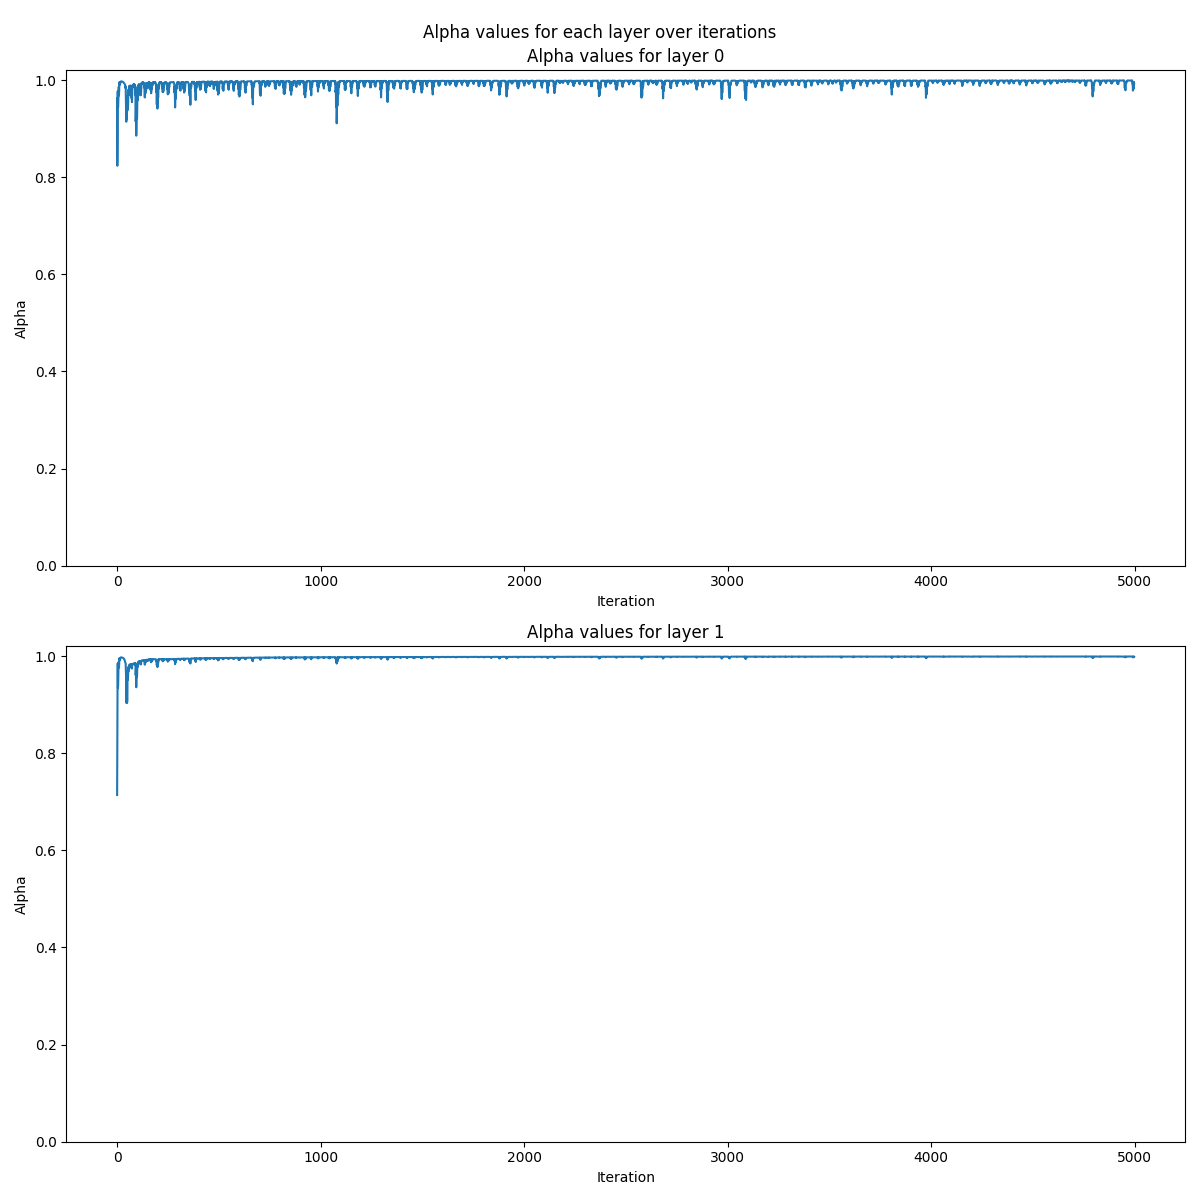 Alpha values for each layer over iterations
Alpha values for layer 0
1.0
0.8
0.6
0.4
0.2
0.0
Alpha
0 1000 2000 3000 4000 5000
Iteration
Alpha values for layer 1
1.0
0.8
0.6
0.4
0.2
0.0
Alpha
0 1000 2000 3000 4000 5000
Iteration